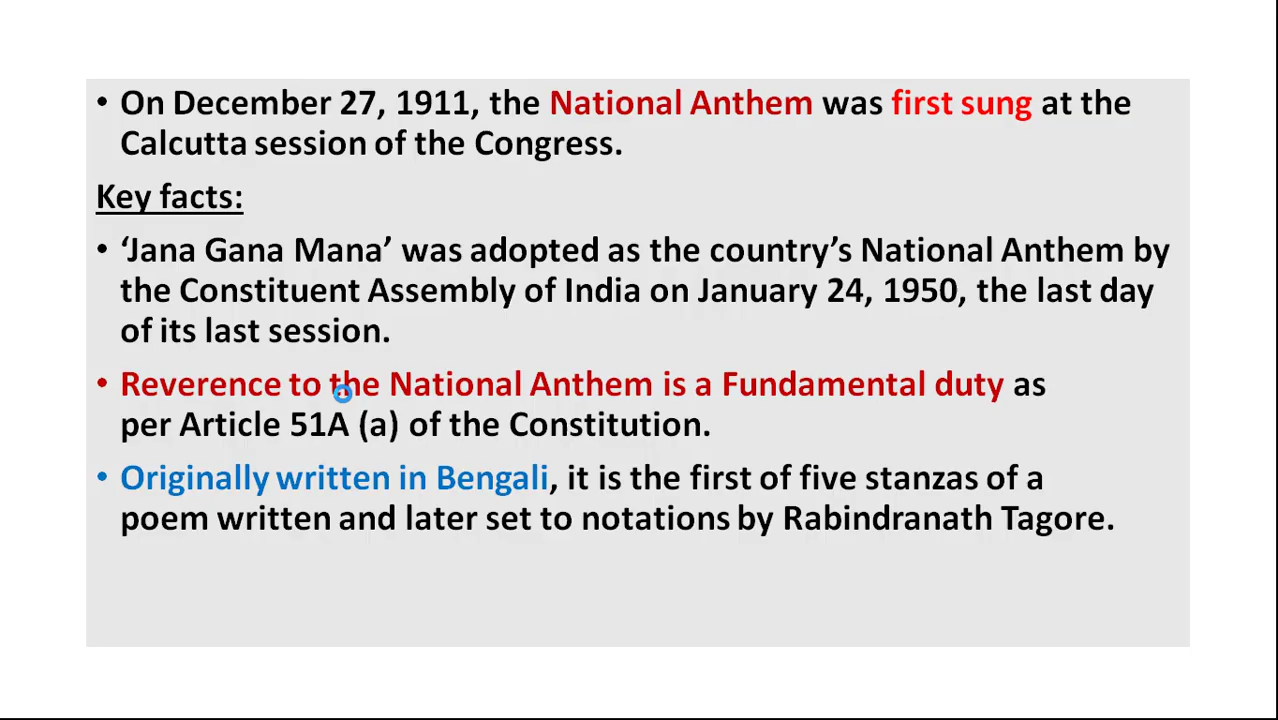 • On December 27, 1911, the National Anthem was first sung at the
Calcutta session of the Congress.
Key facts:
• ‘Jana Gana Mana’ was adopted as the country’s National Anthem by
the Constituent Assembly of India on January 24, 1950, the last day
of its last session.
• Reverence to the National Anthem is a Fundamental duty as
per Article 51A (a) of the Constitution.
• Originally written in Bengali, it is the first of five stanzas of a
poem written and later set to notations by Rabindranath Tagore.